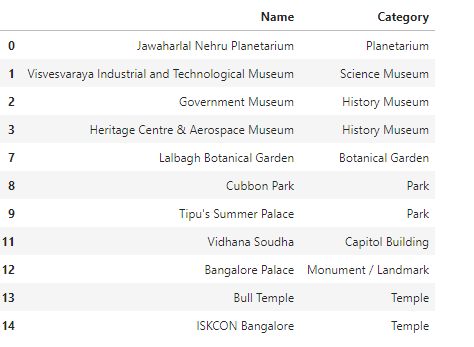 Name Category
0 Jawaharlal Nehru Planetarium Planetarium
1 Visvesvaraya Industrial and Technological Museum Science Museum
2 Government Museum History Museum
3 Heritage Centre & Aerospace Museum History Museum
7 Lalbagh Botanical Garden Botanical Garden
8 Cubbon Park Park
9 Tipu's Summer Palace Park
11 Vidhana Soudha Capitol Building
12 Bangalore Palace Monument / Landmark
13 Bull Temple Temple
14 ISKCON Bangalore Temple